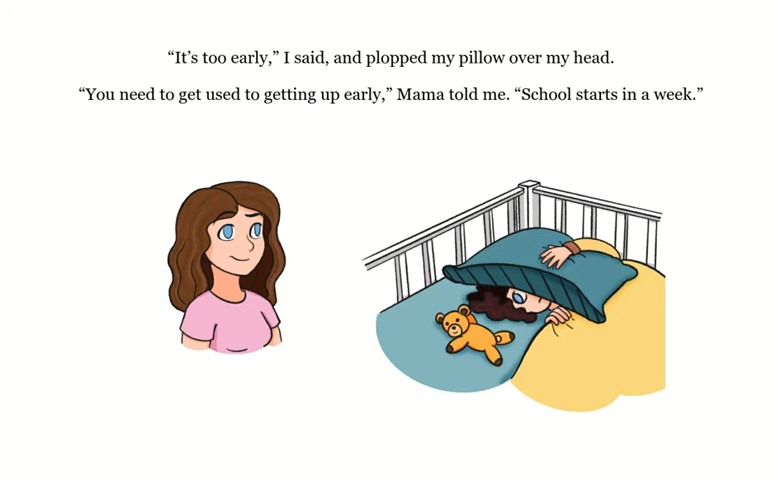 “It’s too early,” I said, and plopped my pillow over my head.
“You need to get used to getting up early,” Mama told me. “School starts in a week.”